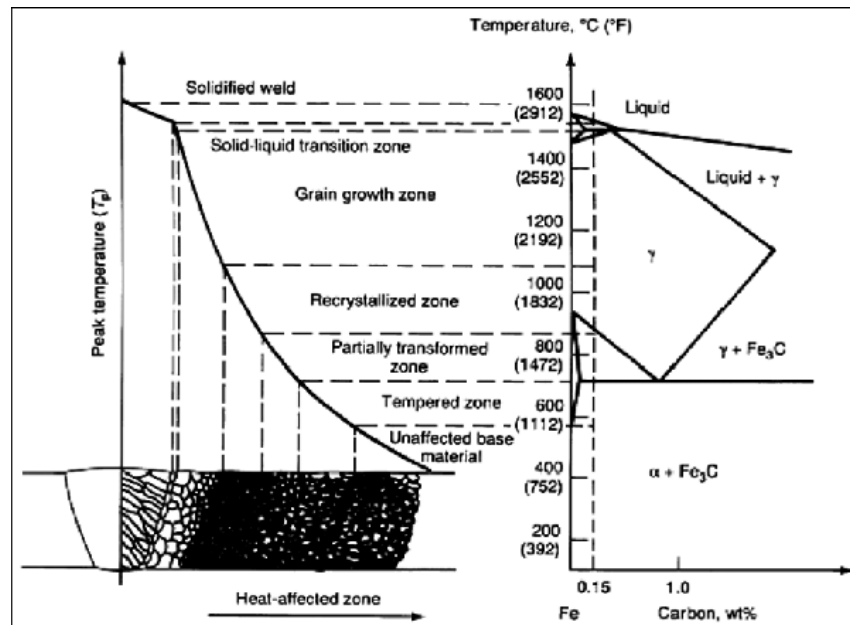 Temperature, °C (°F)
Peak temperature (Tp)
Solidified weld
Solid-liquid transition zone
Grain growth zone
Recrystallized zone
Partially transformed
zone
Tempered zone
Unaffected base
material
Heat-affected zone
1600
(2912)
1400
(2552)
1200
(2192)
1000
(1832)
800
(1472)
600
(1112)
400
(752)
200
(392)
Liquid
Liquid + γ
γ
γ + Fe₃C
α + Fe₃C
0.15
1.0
Fe
Carbon, wt%